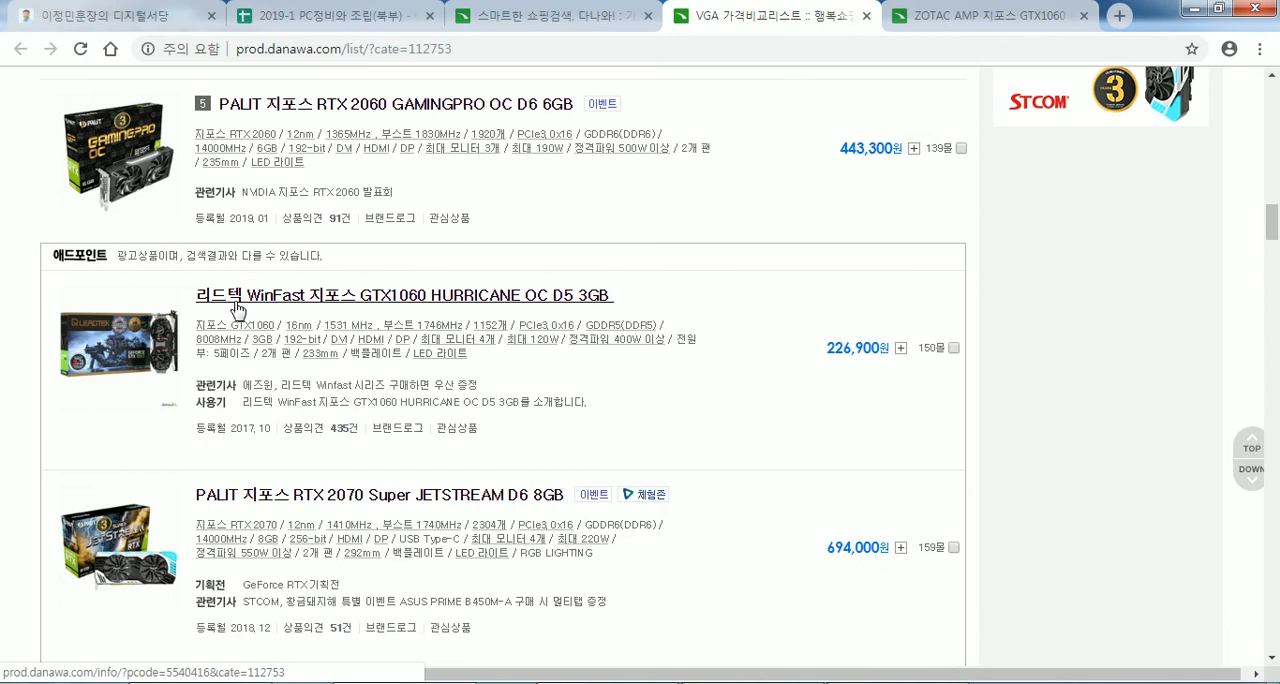 이정민훈장의 디지털서당
2019-1 PC정비와 조립(북부) -
스마트한 쇼핑검색, 다나와! : 가
VGA 가격비교리스트 :: 행복쇼핑
ZOTAC AMP 지포스 GTX1060
주의 요함 | prod.danawa.com/list/?cate=112753
5 PALIT 지포스 RTX 2060 GAMINGPRO OC D6 6GB 이벤트
지포스 RTX 2060 / 12nm / 1365MHz , 부스트 1830MHz / 1920개 / PCIe3.0x16 / GDDR6(DDR6) /
14000MHz / 6GB / 192-bit / DVI / HDMI / DP / 최대 모니터 3개 / 최대 190W / 정격파워 500W 이상 / 2개 팬
/ 235mm / LED 라이트
443,300원 139몰
관련기사 NVIDIA 지포스 RTX 2060 발표회
등록월 2019, 01 | 상품의견 91건 | 브랜드로그 | 관심상품
STCOM 3
애드포인트 광고상품이며, 검색결과와 다를 수 있습니다.
리드텍 WinFast 지포스 GTX1060 HURRICANE OC D5 3GB
지포스 GTX1060 / 16nm / 1531 MHz , 부스트 1746MHz / 1152개 / PCIe3.0x16 / GDDR5(DDR5) /
8008MHz / 3GB / 192-bit / DVI / HDMI / DP / 최대 모니터 4개 / 최대 120W / 정격파워 400W 이상 / 전원
부: 5페이즈 / 2개 팬 / 233mm / 백플레이트 / LED 라이트
226,900원 150몰
관련기사 에즈윈, 리드텍 Winfast 시리즈 구매하면 우산 증정
사용기 리드텍 WinFast 지포스 GTX1060 HURRICANE OC D5 3GB를 소개합니다.
등록월 2017, 10 | 상품의견 435건 | 브랜드로그 | 관심상품
TOP
DOWN
PALIT 지포스 RTX 2070 Super JETSTREAM D6 8GB 이벤트 체험존
지포스 RTX 2070 / 12nm / 1410MHz , 부스트 1740MHz / 2304개 / PCIe3.0x16 / GDDR6(DDR6) /
14000MHz / 8GB / 256-bit / HDMI / DP / USB Type-C / 최대 모니터 4개 / 최대 220W /
정격파워 550W 이상 / 2개 팬 / 292mm / 백플레이트 / LED 라이트 / RGB LIGHTING
694,000원 159몰
기획전 GeForce RTX 기획전
관련기사 STCOM, 황금돼지해 특별 이벤트 ASUS PRIME B450M-A 구매 시 멀티탭 증정
등록월 2018, 12 | 상품의견 51건 | 브랜드로그 | 관심상품
prod.danawa.com/info/?pcode=5540416&cate=112753